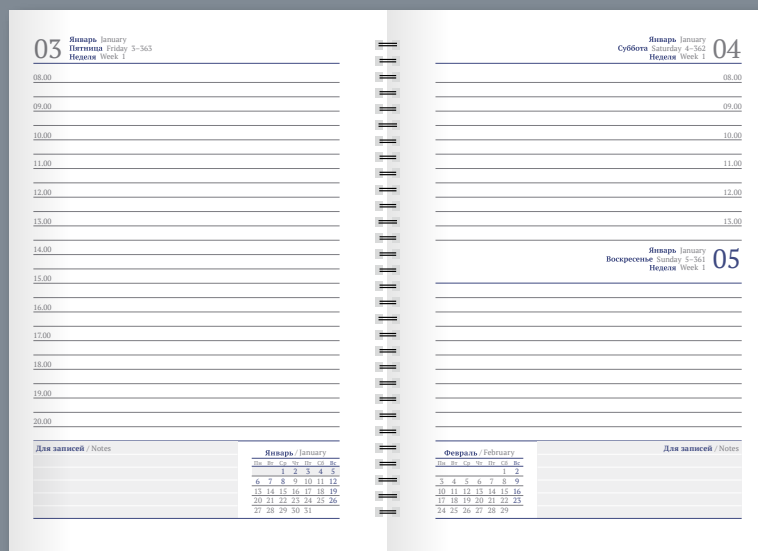 03
Январь January
Пятница Friday 3–363
Неделя Week 1
08.00
09.00
10.00
11.00
12.00
13.00
14.00
15.00
16.00
17.00
18.00
19.00
20.00
Для записей / Notes
Январь / January
Пн Вт Ср Чт Пт Сб Вс
1 2 3 4 5
6 7 8 9 10 11 12
13 14 15 16 17 18 19
20 21 22 23 24 25 26
27 28 29 30 31
Январь January
Суббота Saturday 4–362
Неделя Week 1
04
08.00
09.00
10.00
11.00
12.00
13.00
Январь January
Воскресенье Sunday 5–361
Неделя Week 1
05
Февраль / February
Пн Вт Ср Чт Пт Сб Вс
1 2
3 4 5 6 7 8 9
10 11 12 13 14 15 16
17 18 19 20 21 22 23
24 25 26 27 28 29
Для записей / Notes